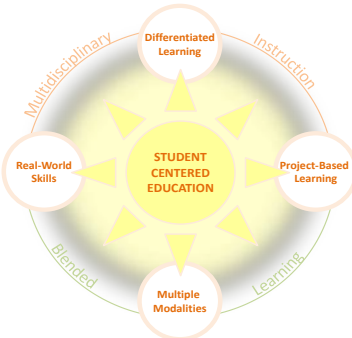 Differentiated
Learning
Multidisciplinary
Instruction
Real-World
Skills
STUDENT
CENTERED
EDUCATION
Project-Based
Learning
Blended
Learning
Multiple
Modalities